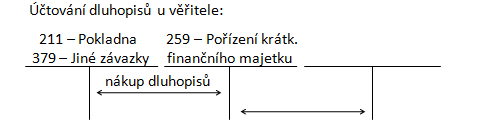 Účtování dluhopisů u věřitele:
211 – Pokladna 259 – Pořízení krátk.
379 – Jiné závazky finančního majetku
nákup dluhopisů